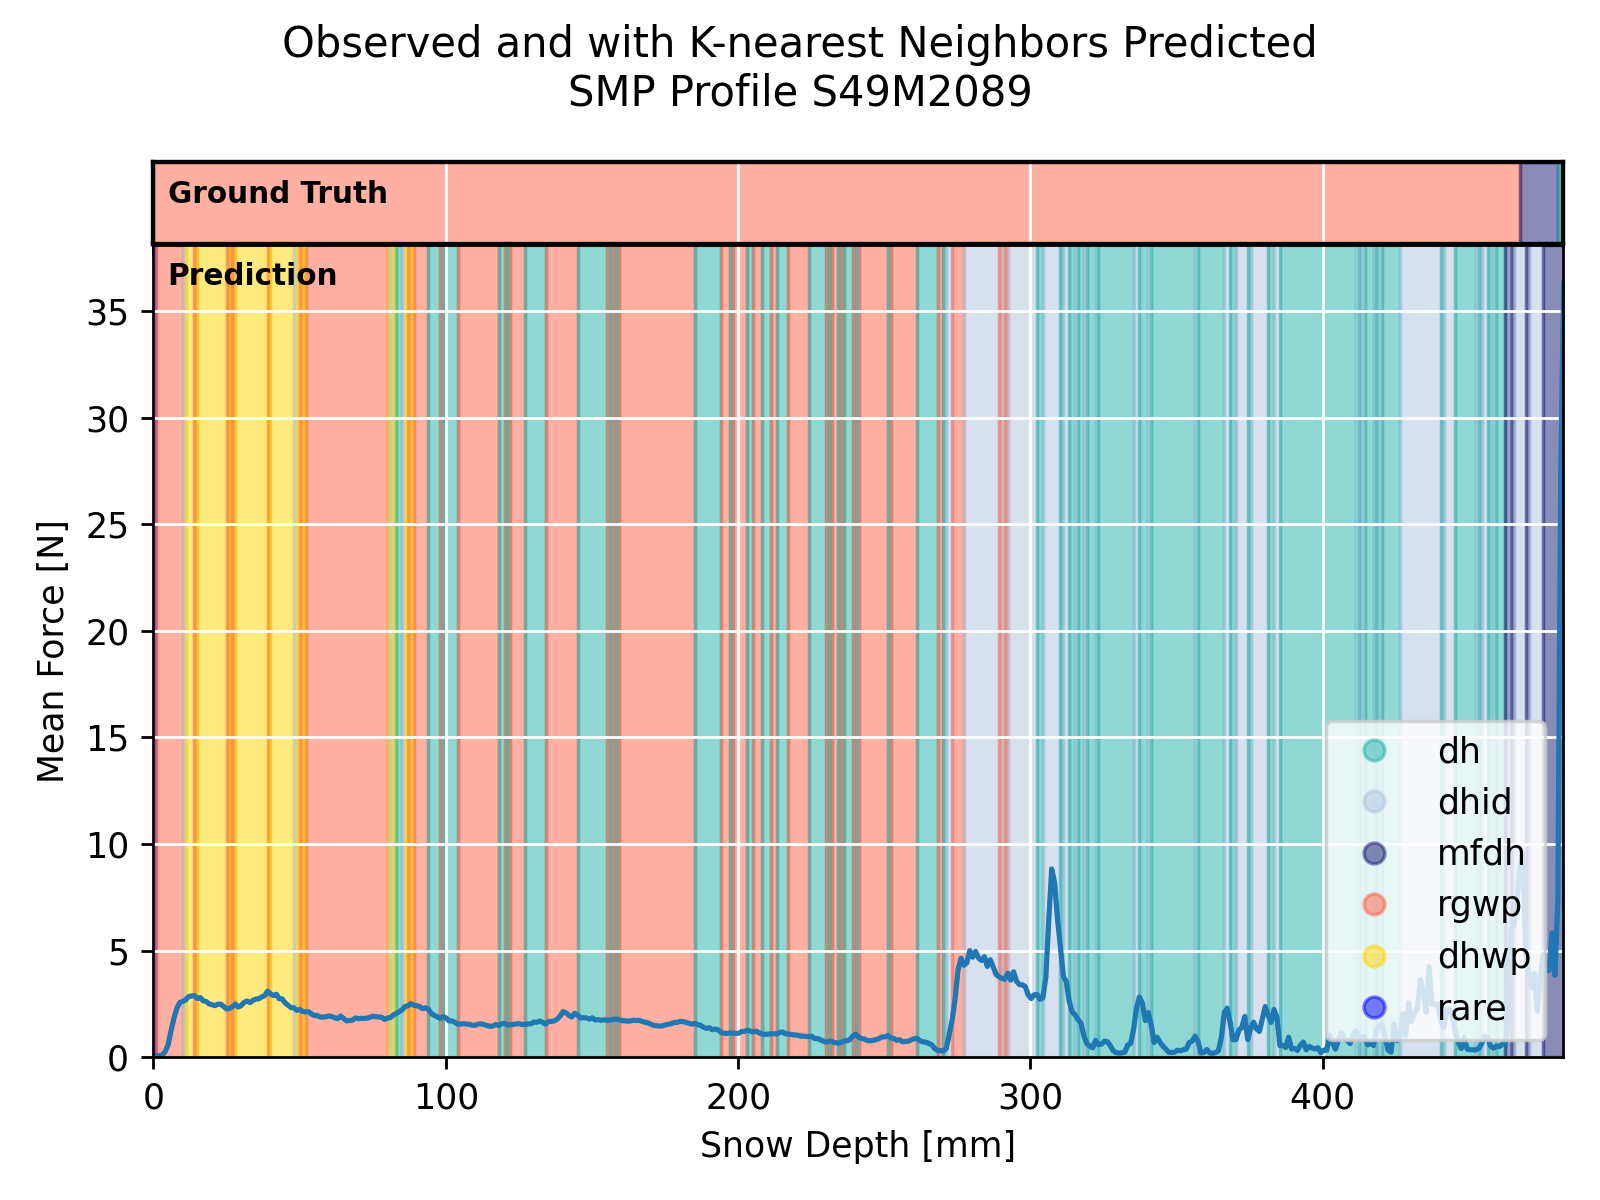 Observed and with K-nearest Neighbors Predicted
SMP Profile S49M2089
Ground Truth
Prediction
35
30
25
20
15
10
5
0
Mean Force [N]
dh
dhid
mfdh
rgwp
dhwp
rare
0
100
200
300
400
Snow Depth [mm]